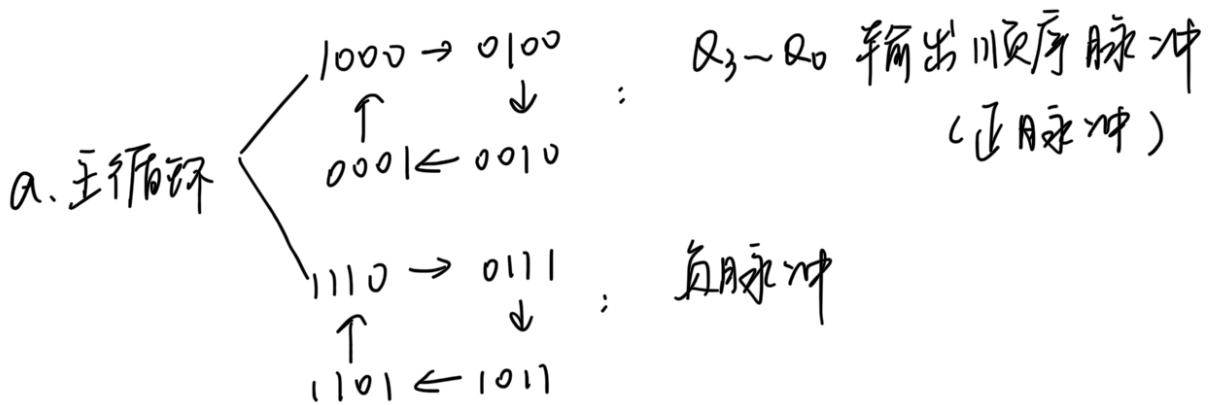 1000 → 0100 : Q₃~Q₀ 输出顺序脉冲
↑ ↓
0001 ← 0010 (正脉冲)
a. 主循环
1110 → 0111 : 负脉冲
↑ ↓
1101 ← 1011